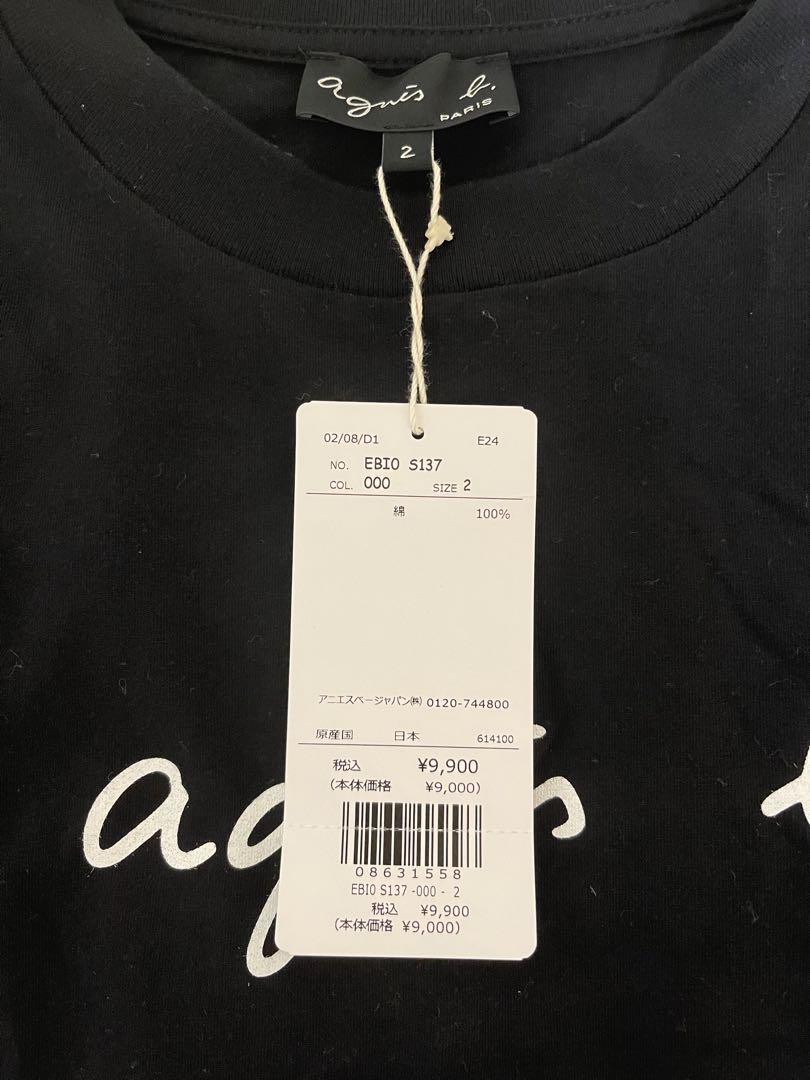 agnès b.
PARIS
2
02/08/D1 E24
NO. EBIO S137
COL. 000 SIZE 2
綿 100%
アニエスベージャパン㈱ 0120-744800
原産国 日本 614100
税込 ¥9,900
(本体価格 ¥9,000)
08631558
EBIO S137 -000 - 2
税込 ¥9,900
(本体価格 ¥9,000)